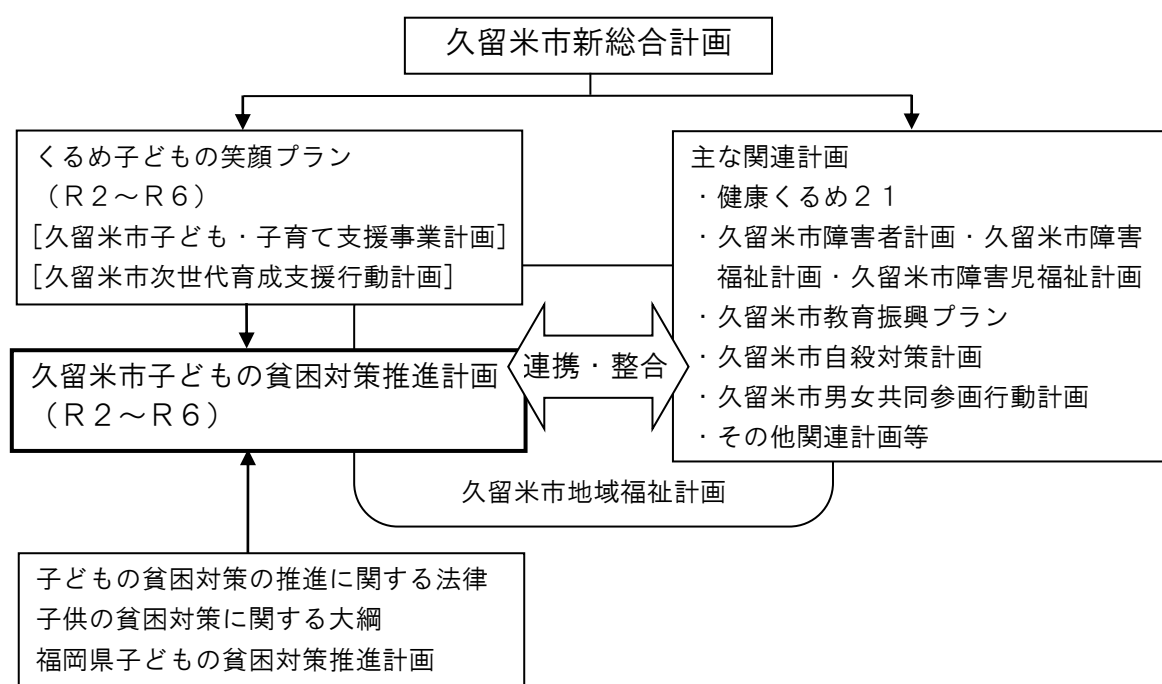 久留米市新総合計画
くるめ子どもの笑顔プラン
（Ｒ２～Ｒ６）
[久留米市子ども・子育て支援事業計画]
[久留米市次世代育成支援行動計画]
主な関連計画
・健康くるめ２１
・久留米市障害者計画・久留米市障害
福祉計画・久留米市障害児福祉計画
・久留米市教育振興プラン
・久留米市自殺対策計画
・久留米市男女共同参画行動計画
・その他関連計画等
久留米市子どもの貧困対策推進計画
（Ｒ２～Ｒ６）
連携・整合
久留米市地域福祉計画
子どもの貧困対策の推進に関する法律
子供の貧困対策に関する大綱
福岡県子どもの貧困対策推進計画